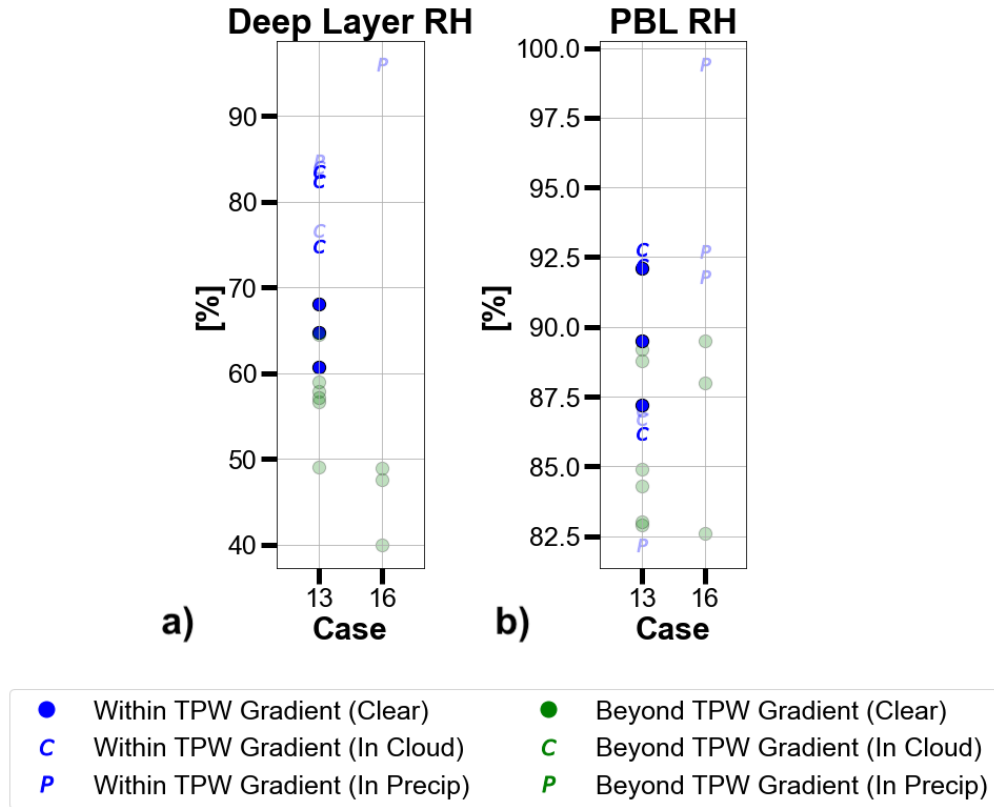 Deep Layer RH
PBL RH
[%]
90
80
70
60
50
40
13 16
Case
a)
[%]
100.0
97.5
95.0
92.5
90.0
87.5
85.0
82.5
13 16
Case
b)
P
P
C
C
C
C
C
P
C
C
P
P
C
C
P
Within TPW Gradient (Clear)
C Within TPW Gradient (In Cloud)
P Within TPW Gradient (In Precip)
Beyond TPW Gradient (Clear)
C Beyond TPW Gradient (In Cloud)
P Beyond TPW Gradient (In Precip)